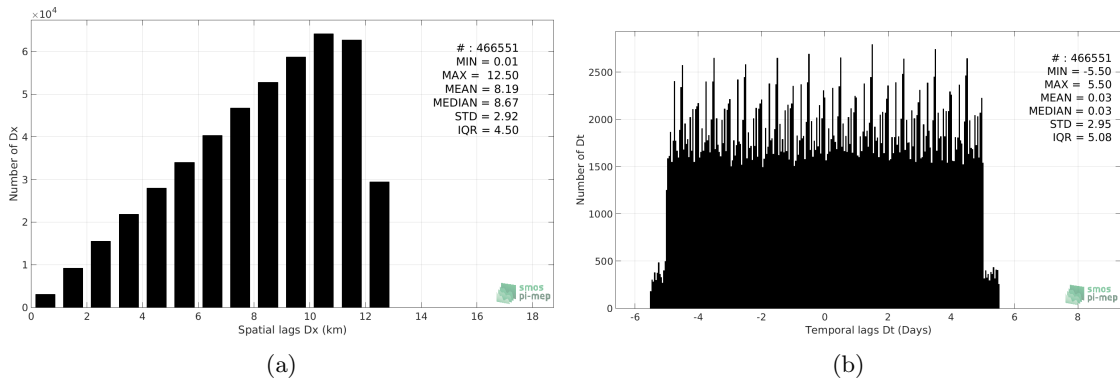 ×10⁴
6
5
4
3
2
1
0
Number of Dx
0 2 4 6 8 10 12 14 16 18
Spatial lags Dx (km)
# : 466551
MIN = 0.01
MAX = 12.50
MEAN = 8.19
MEDIAN = 8.67
STD = 2.92
IQR = 4.50
smos
pi-mep
(a)
2500
2000
1500
1000
500
0
Number of Dt
-6 -4 -2 0 2 4 6 8
Temporal lags Dt (Days)
# : 466551
MIN = -5.50
MAX = 5.50
MEAN = 0.03
MEDIAN = 0.03
STD = 2.95
IQR = 5.08
smos
pi-mep
(b)